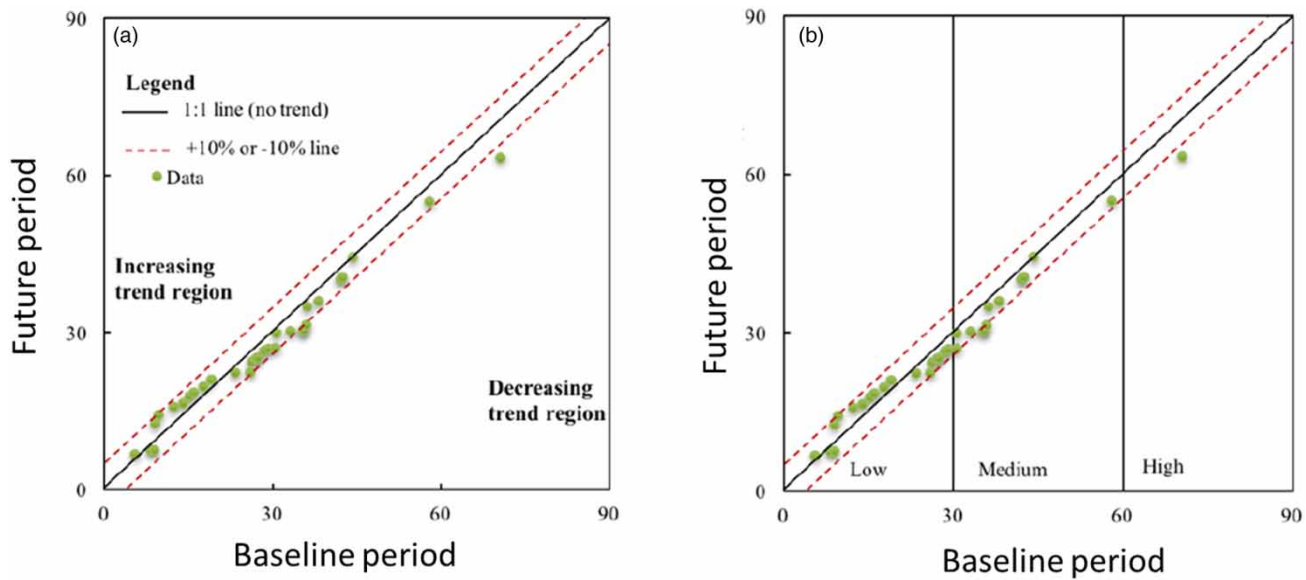 (a)
Legend
1:1 line (no trend)
+10% or -10% line
Data
Increasing
trend region
Decreasing
trend region
90
60
30
0
0
30
60
90
Future period
Baseline period
(b)
Low
Medium
High
90
60
30
0
0
30
60
90
Future period
Baseline period